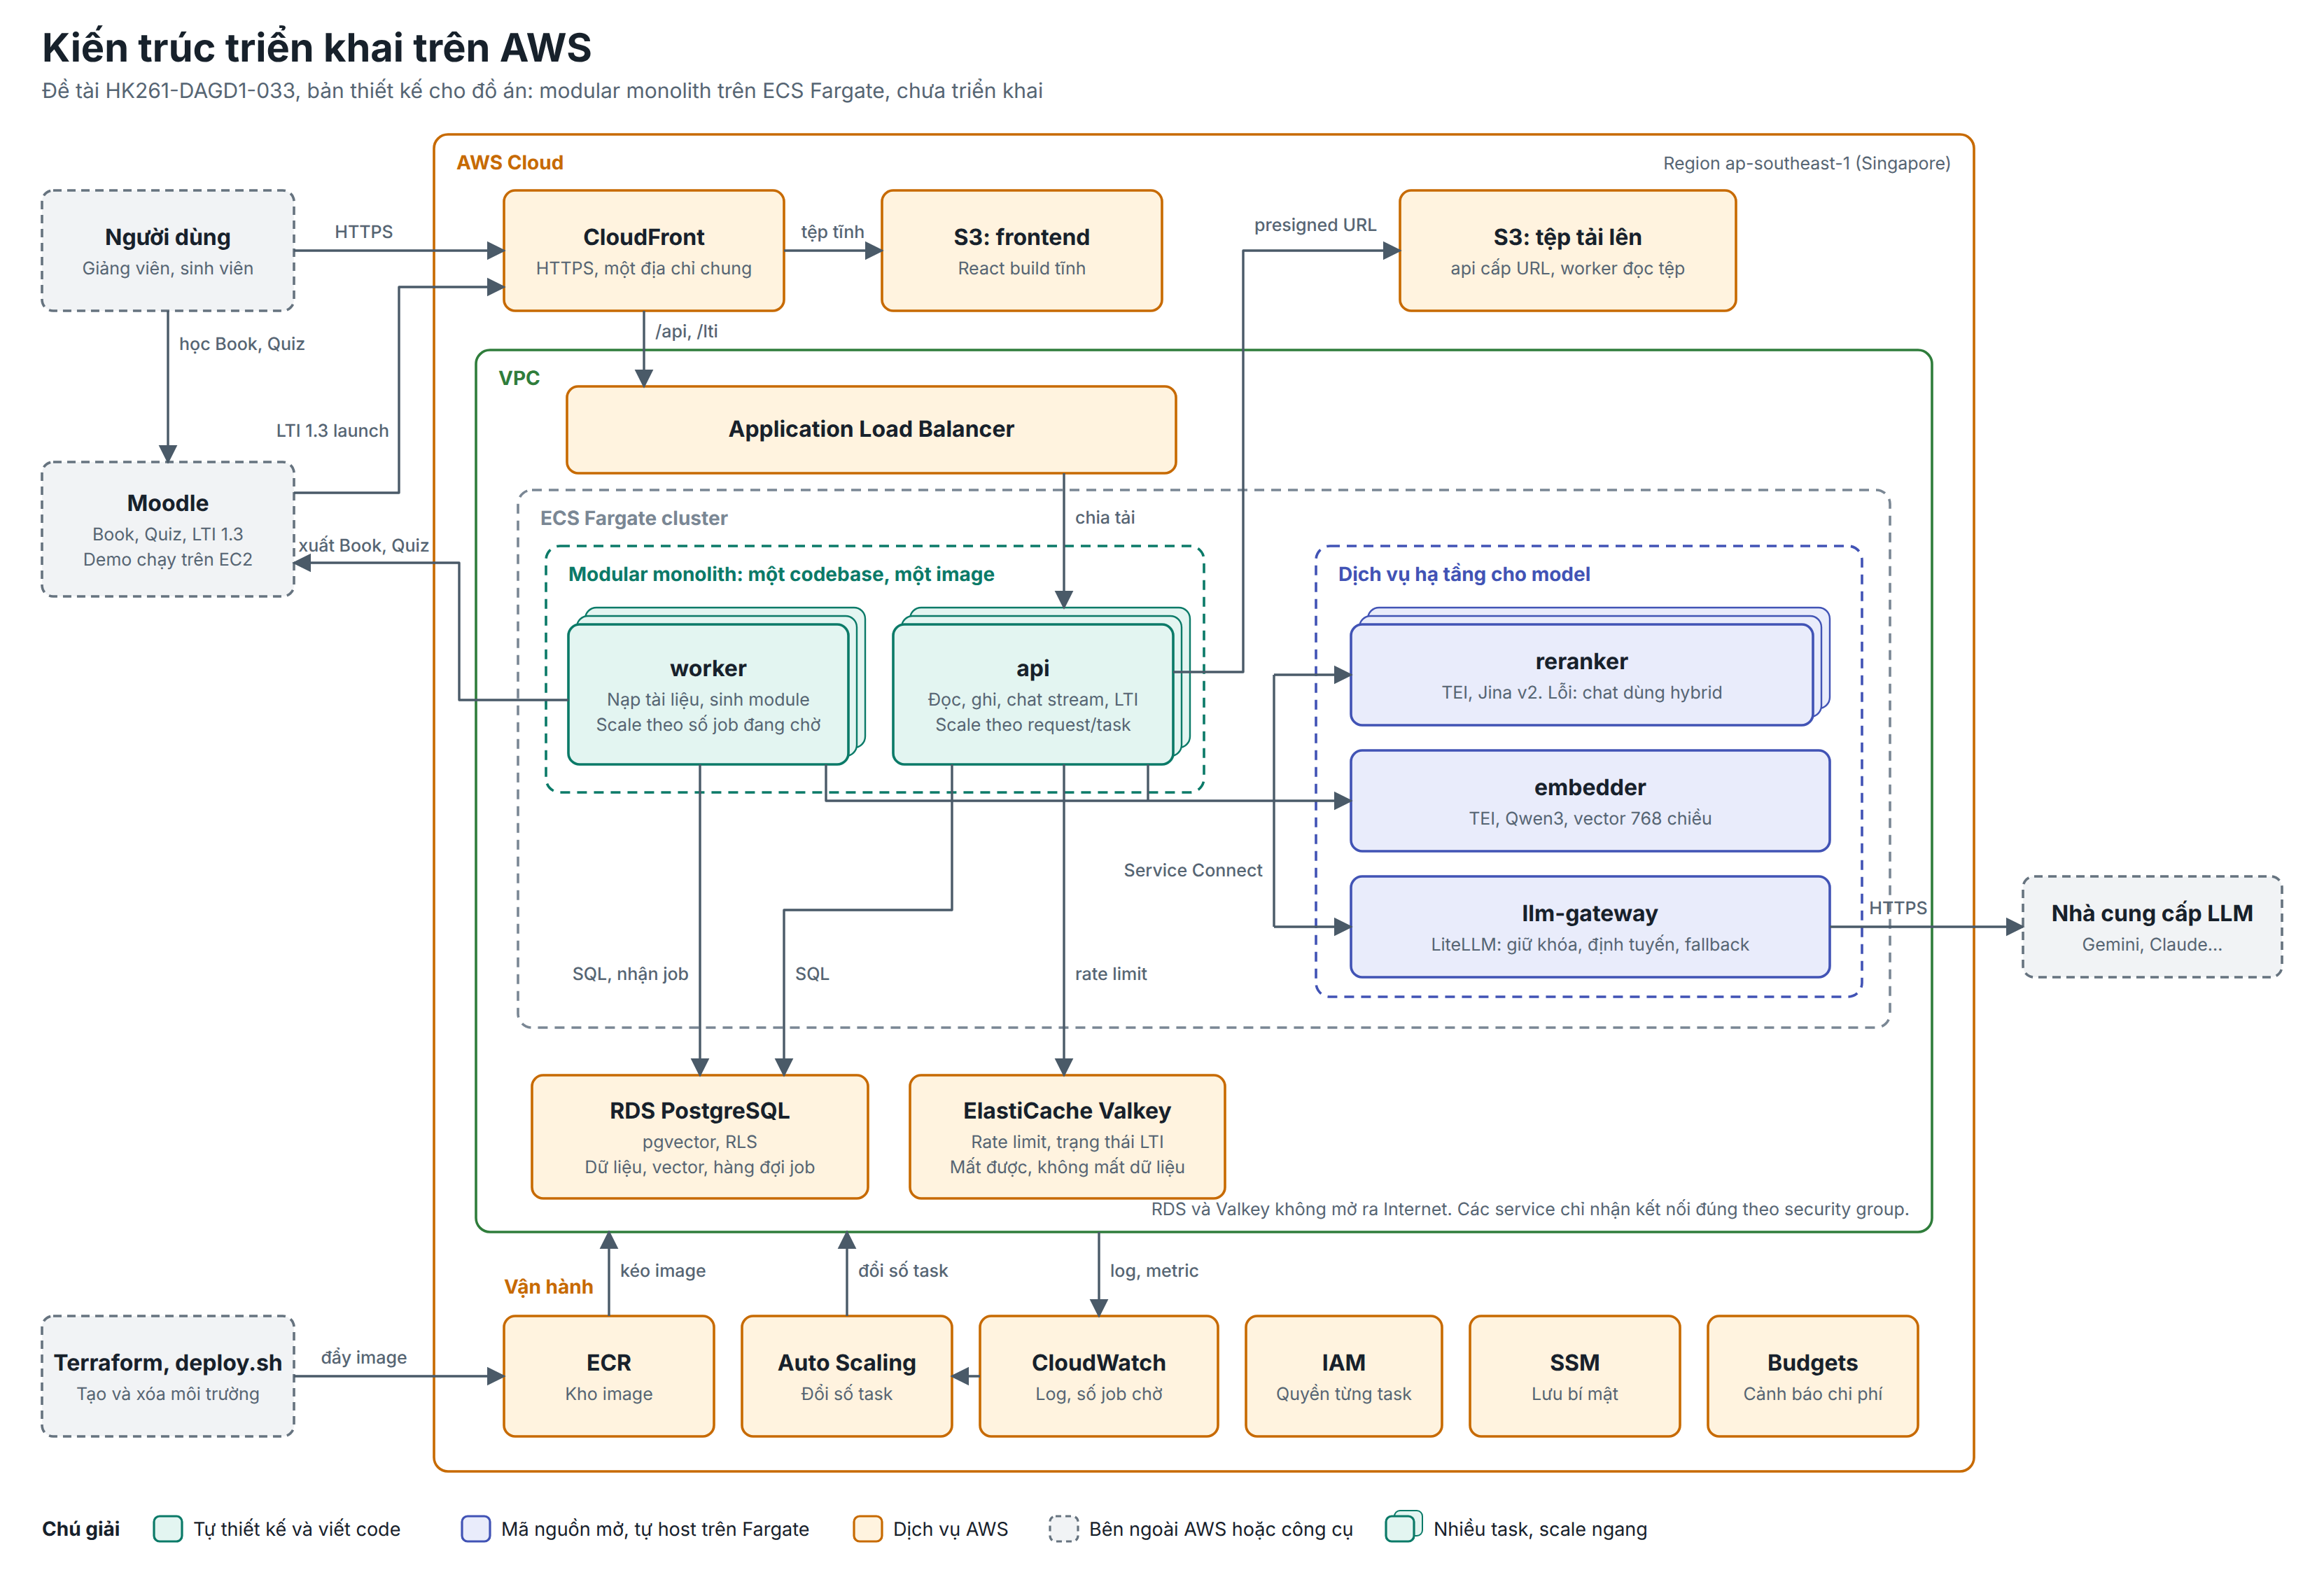 Kiến trúc triển khai trên AWS
Đề tài HK261-DAGD1-033, bản thiết kế cho đồ án: modular monolith trên ECS Fargate, chưa triển khai
AWS Cloud
Region ap-southeast-1 (Singapore)
Người dùng
Giảng viên, sinh viên
HTTPS
CloudFront
HTTPS, một địa chỉ chung
tệp tĩnh
S3: frontend
React build tĩnh
presigned URL
S3: tệp tải lên
api cấp URL, worker đọc tệp
học Book, Quiz
/api, /lti
VPC
LTI 1.3 launch
Application Load Balancer
Moodle
Book, Quiz, LTI 1.3
Demo chạy trên EC2
xuất Book, Quiz
ECS Fargate cluster
chia tải
Modular monolith: một codebase, một image
Dịch vụ hạ tầng cho model
worker
Nạp tài liệu, sinh module
Scale theo số job đang chờ
api
Đọc, ghi, chat stream, LTI
Scale theo request/task
reranker
TEI, Jina v2. Lỗi: chat dùng hybrid
embedder
TEI, Qwen3, vector 768 chiều
Service Connect
llm-gateway
LiteLLM: giữ khóa, định tuyến, fallback
HTTPS
Nhà cung cấp LLM
Gemini, Claude...
SQL, nhận job
SQL
rate limit
RDS PostgreSQL
pgvector, RLS
Dữ liệu, vector, hàng đợi job
ElastiCache Valkey
Rate limit, trạng thái LTI
Mất được, không mất dữ liệu
RDS và Valkey không mở ra Internet. Các service chỉ nhận kết nối đúng theo security group.
Vận hành
kéo image
đổi số task
log, metric
Terraform, deploy.sh
Tạo và xóa môi trường
đẩy image
ECR
Kho image
Auto Scaling
Đổi số task
CloudWatch
Log, số job chờ
IAM
Quyền từng task
SSM
Lưu bí mật
Budgets
Cảnh báo chi phí
Chú giải
Tự thiết kế và viết code
Mã nguồn mở, tự host trên Fargate
Dịch vụ AWS
Bên ngoài AWS hoặc công cụ
Nhiều task, scale ngang